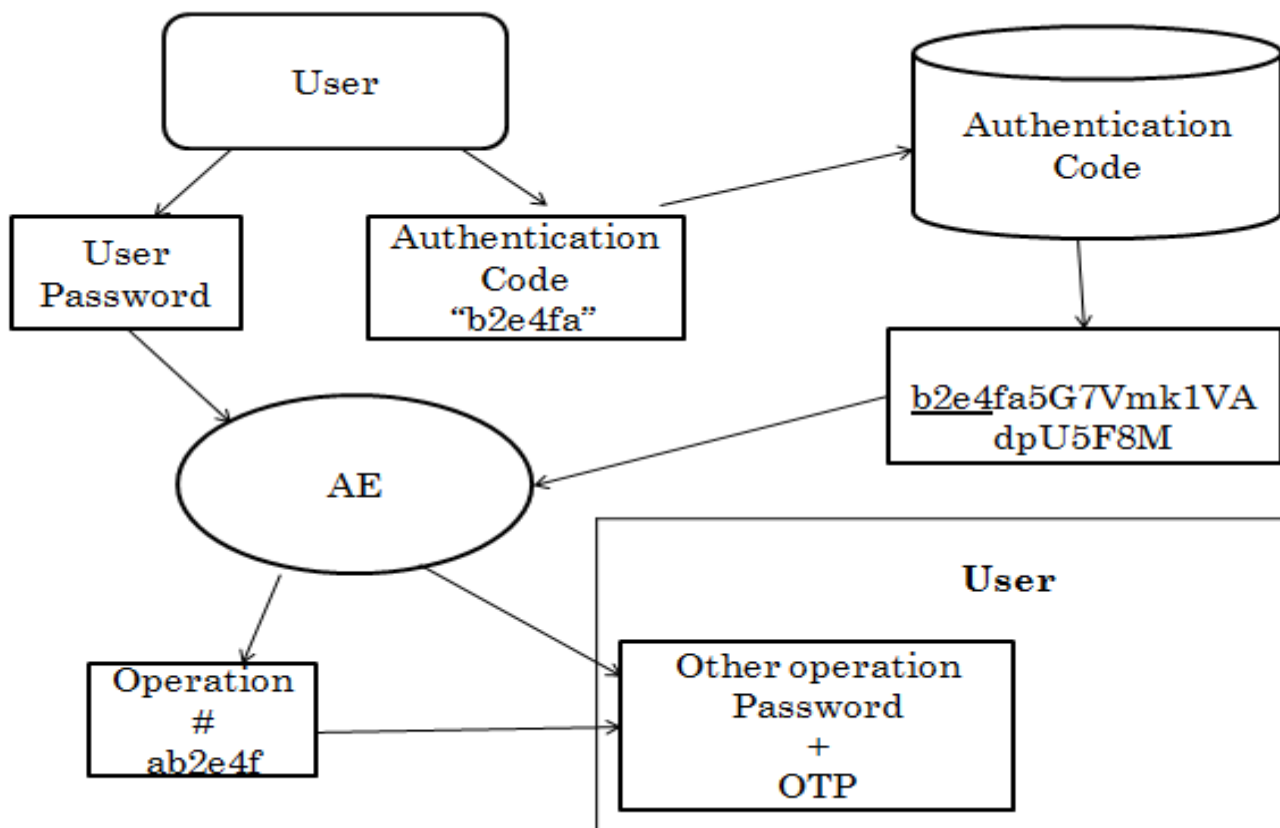 User
Authentication
Code
User
Password
Authentication
Code
“b2e4fa”
b2e4fa5G7Vmk1VA
dpU5F8M
AE
User
Operation
#
ab2e4f
Other operation
Password
+
OTP